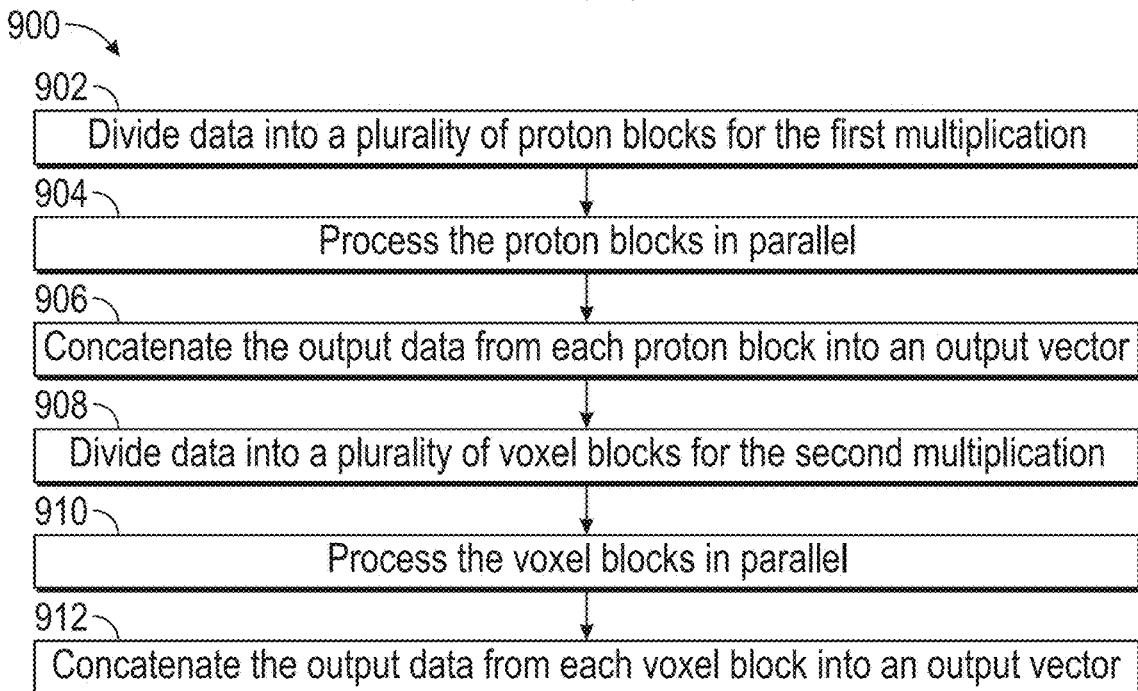 900
902
Divide data into a plurality of proton blocks for the first multiplication
904
Process the proton blocks in parallel
906
Concatenate the output data from each proton block into an output vector
908
Divide data into a plurality of voxel blocks for the second multiplication
910
Process the voxel blocks in parallel
912
Concatenate the output data from each voxel block into an output vector